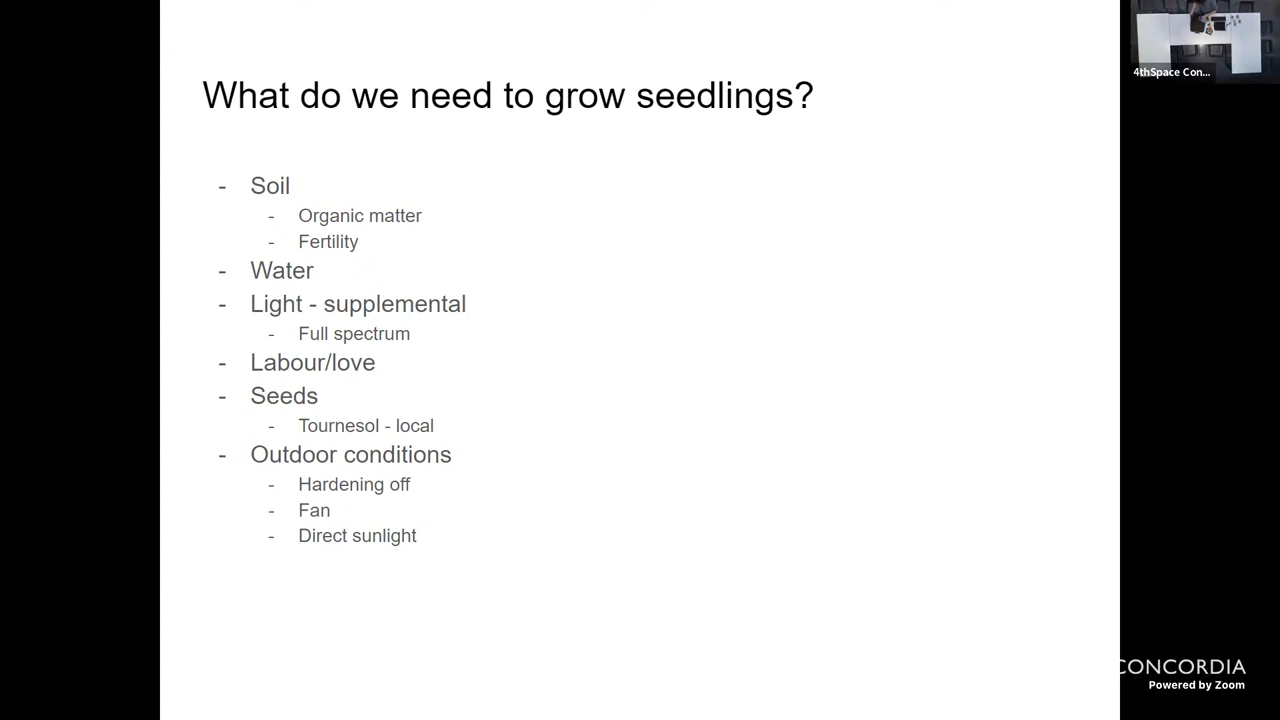 What do we need to grow seedlings?
- Soil
- Organic matter
- Fertility
- Water
- Light - supplemental
- Full spectrum
- Labour/love
- Seeds
- Tournesol - local
- Outdoor conditions
- Hardening off
- Fan
- Direct sunlight
4thSpace Con...
CONCORDIA
Powered by Zoom